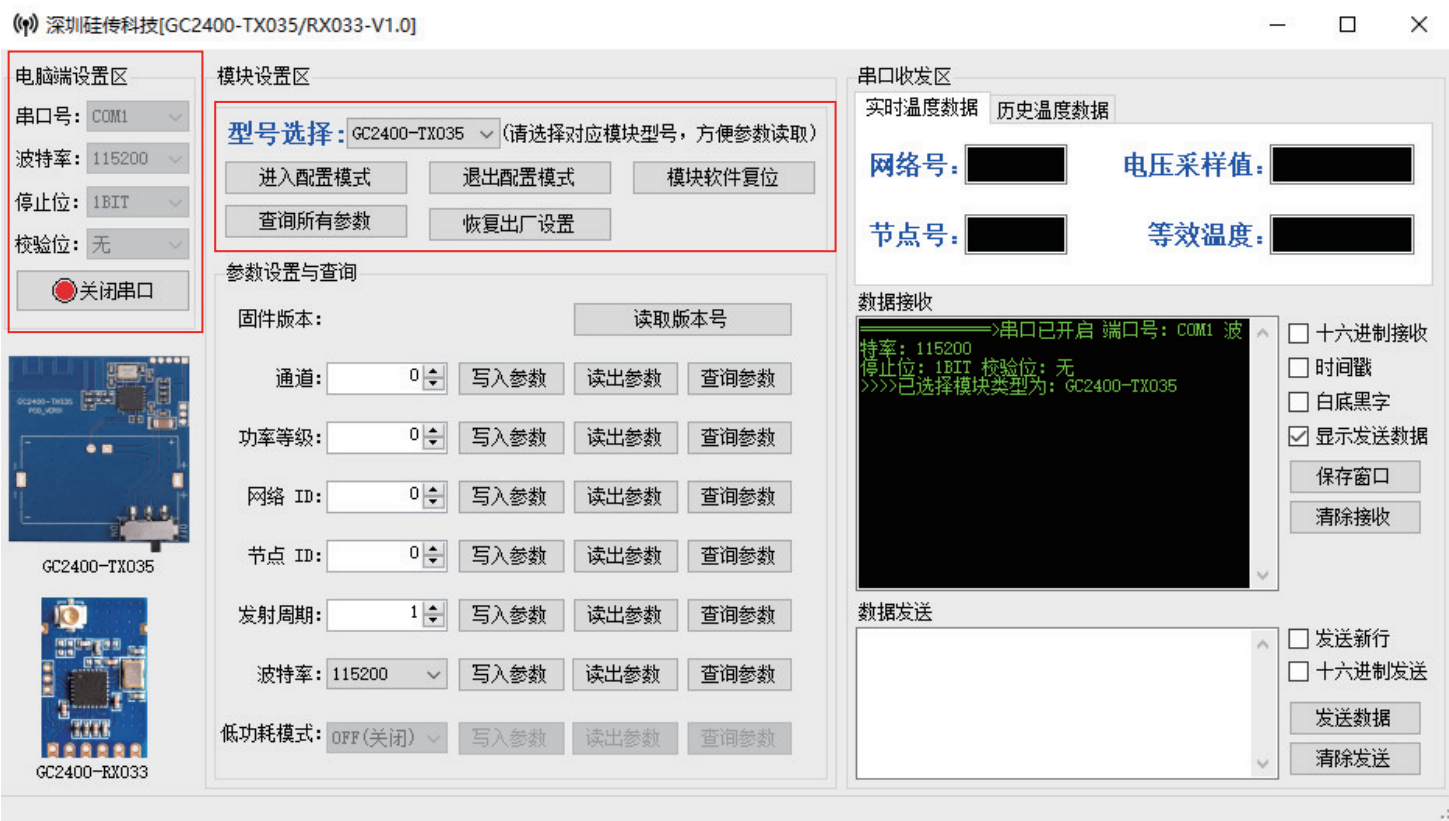 深圳硅传科技[GC2400-TX035/RX033-V1.0]
电脑端设置区
串口号: COM1
波特率: 115200
停止位: 1BIT
校验位: 无
关闭串口
GC2400-TX035
GC2400-TX035
GC2400-RX033
模块设置区
型号选择: GC2400-TX035 (请选择对应模块型号，方便参数读取)
进入配置模式 退出配置模式 模块软件复位
查询所有参数 恢复出厂设置
参数设置与查询
固件版本: 读取版本号
通道: 0 写入参数 读出参数 查询参数
功率等级: 0 写入参数 读出参数 查询参数
网络 ID: 0 写入参数 读出参数 查询参数
节点 ID: 0 写入参数 读出参数 查询参数
发射周期: 1 写入参数 读出参数 查询参数
波特率: 115200 写入参数 读出参数 查询参数
低功耗模式: OFF(关闭) 写入参数 读出参数 查询参数
串口收发区
实时温度数据 历史温度数据
网络号: 电压采样值:
节点号: 等效温度:
数据接收
══════════>串口已开启 端口号: COM1 波
特率: 115200
停止位: 1BIT 校验位: 无
>>>>已选择模块类型为: GC2400-TX035
十六进制接收
时间戳
白底黑字
显示发送数据
保存窗口
清除接收
数据发送
发送新行
十六进制发送
发送数据
清除发送